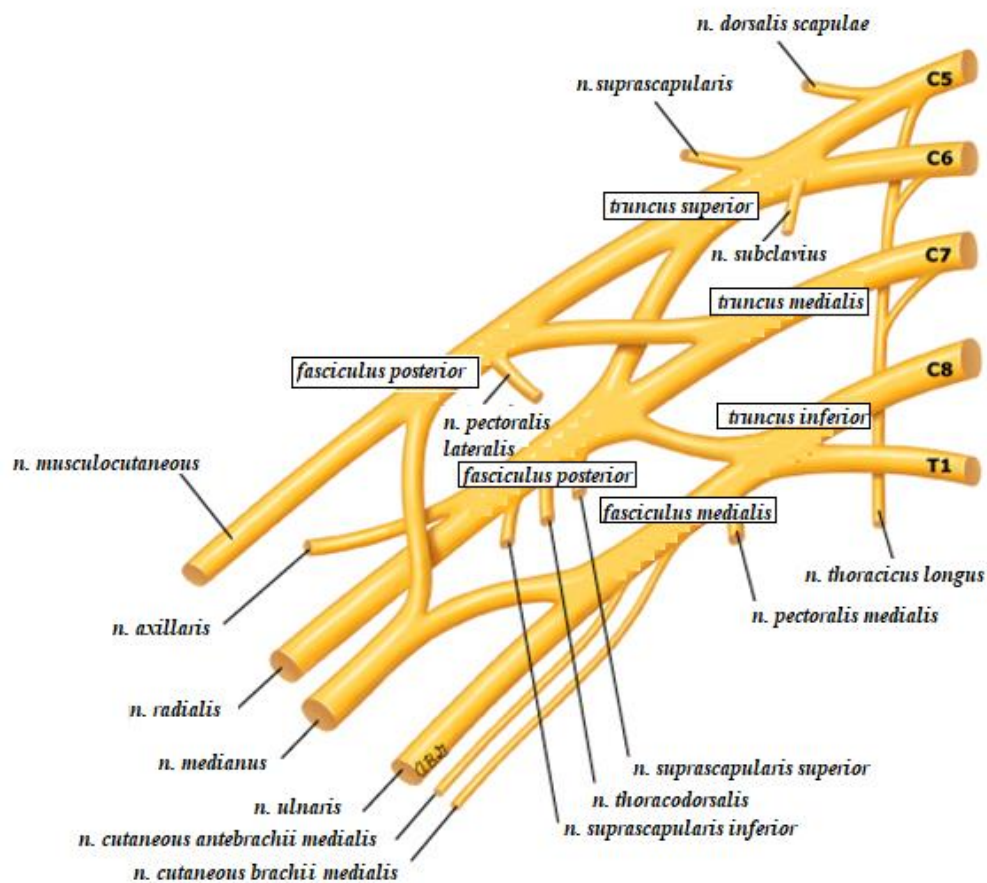 n. dorsalis scapulae
n. suprascapularis
C5
C6
truncus superior
n. subclavius
C7
truncus medialis
fasciculus posterior
C8
n. pectoralis
lateralis
truncus inferior
n. musculocutaneous
fasciculus posterior
T1
fasciculus medialis
n. thoracicus longus
n. axillaris
n. pectoralis medialis
n. radialis
n. medianus
n. suprascapularis superior
n. ulnaris
n. thoracodorsalis
n. suprascapularis inferior
n. cutaneous antebrachii medialis
n. cutaneous brachii medialis